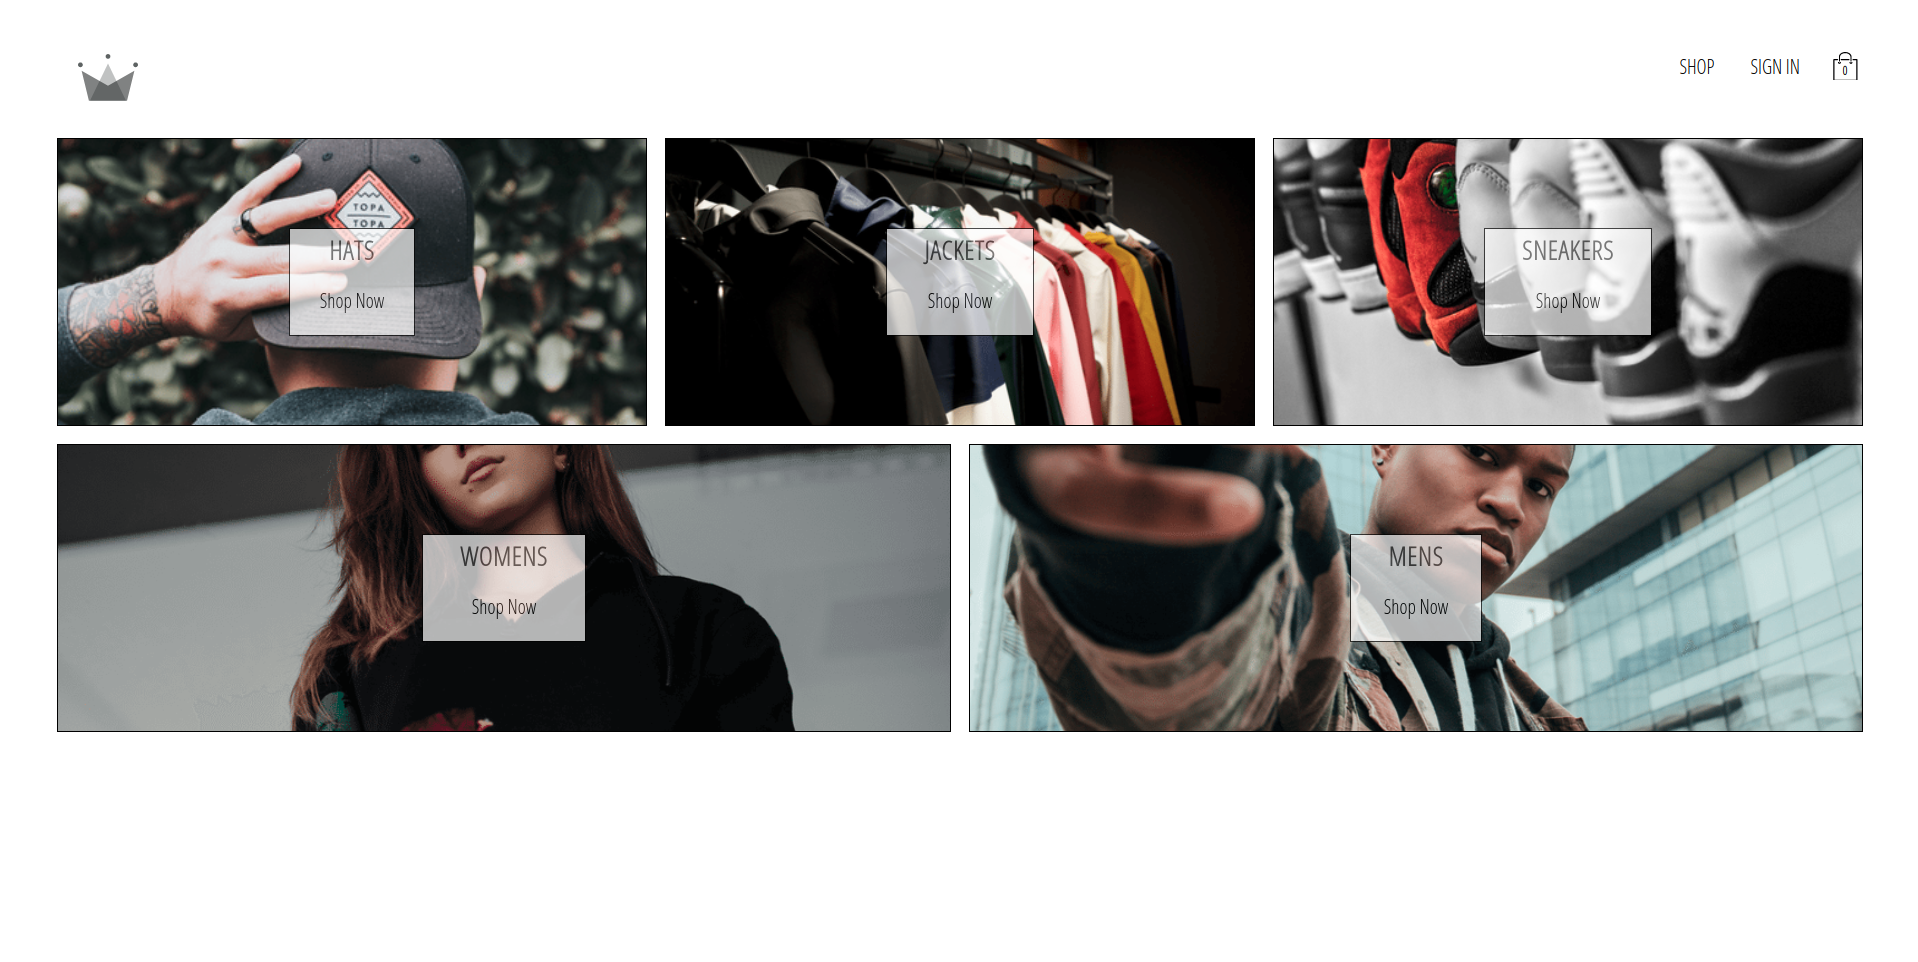 SHOP
SIGN IN
0
TOPA
TOPA
HATS
Shop Now
JACKETS
Shop Now
SNEAKERS
Shop Now
WOMENS
Shop Now
MENS
Shop Now